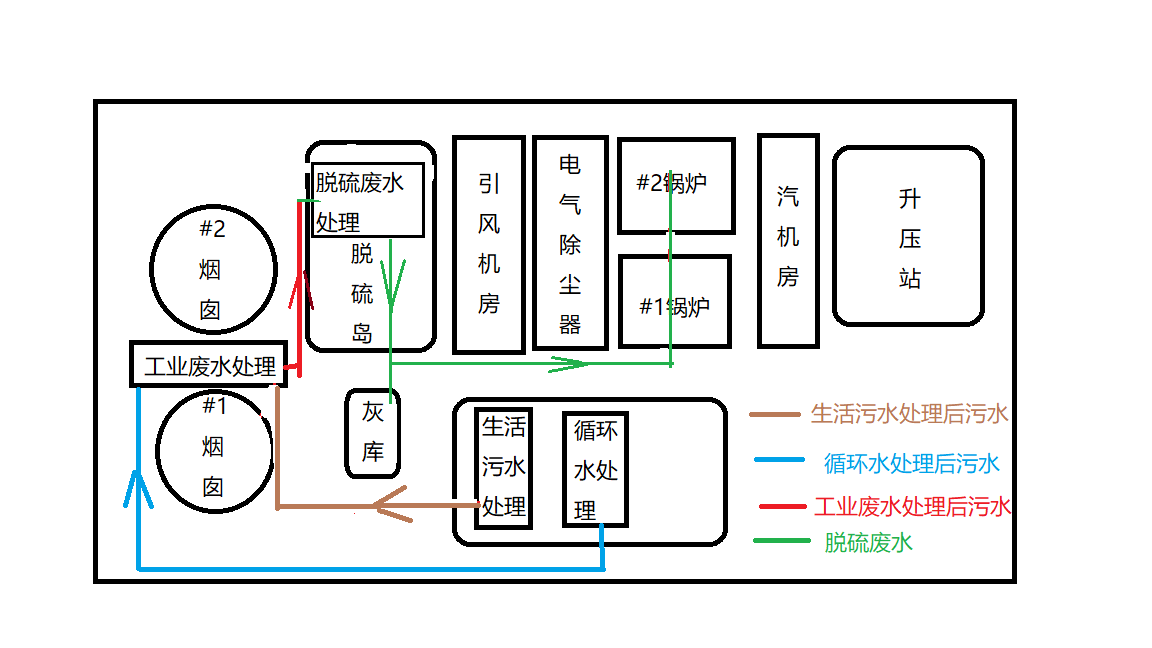 脱硫废水
处理
脱
硫
岛
引
风
机
房
电
气
除
尘
器
#2锅炉
#1锅炉
汽
机
房
升
压
站
#2
烟
囱
工业废水处理
#1
烟
囱
灰
库
生活
污水
处理
循环
水处
理
生活污水处理后污水
循环水处理后污水
工业废水处理后污水
脱硫废水